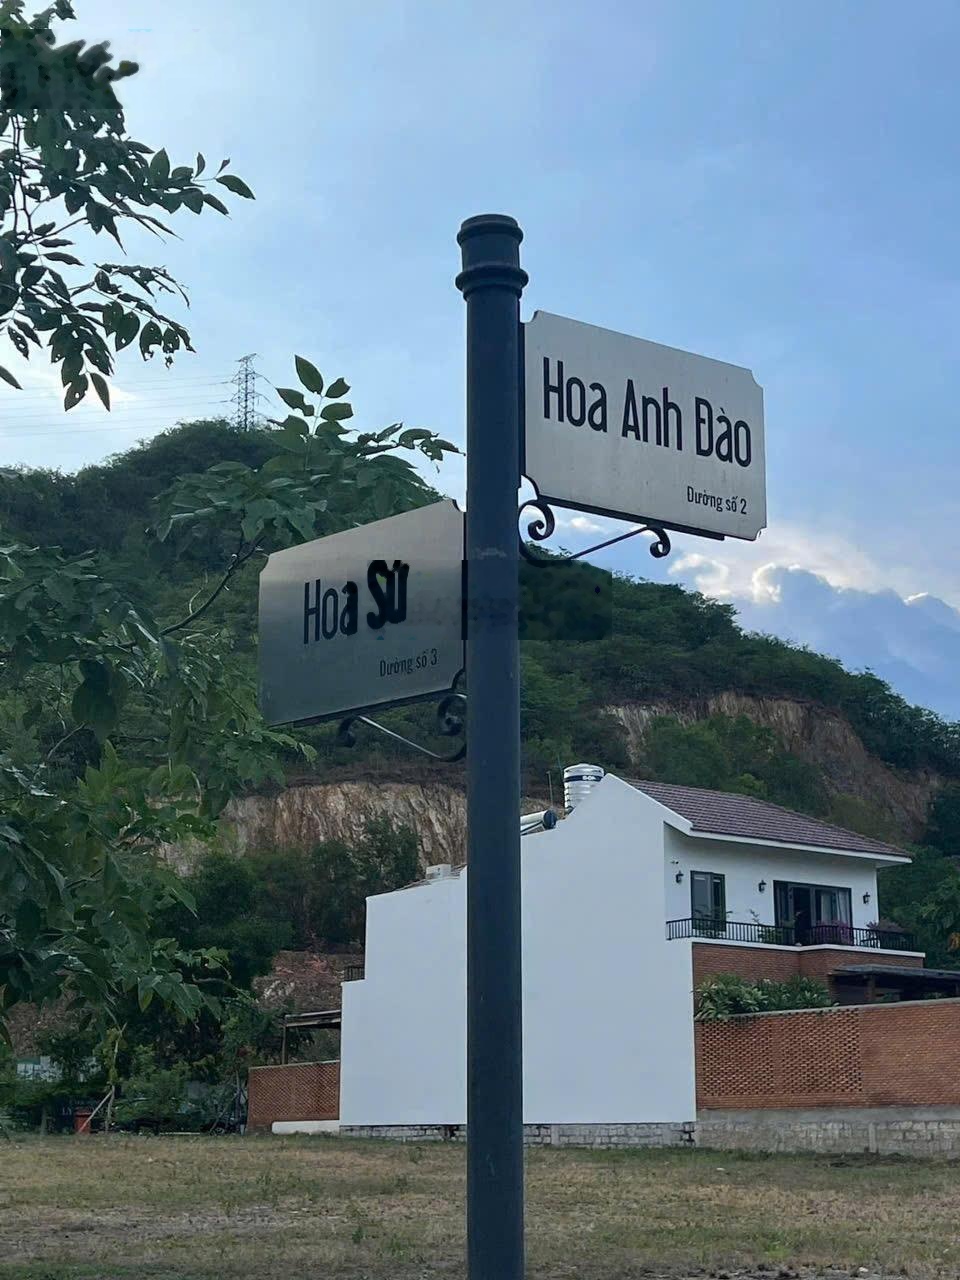 Hoa Anh Đào
Đường số 2
Hoa Sứ
Đường số 3